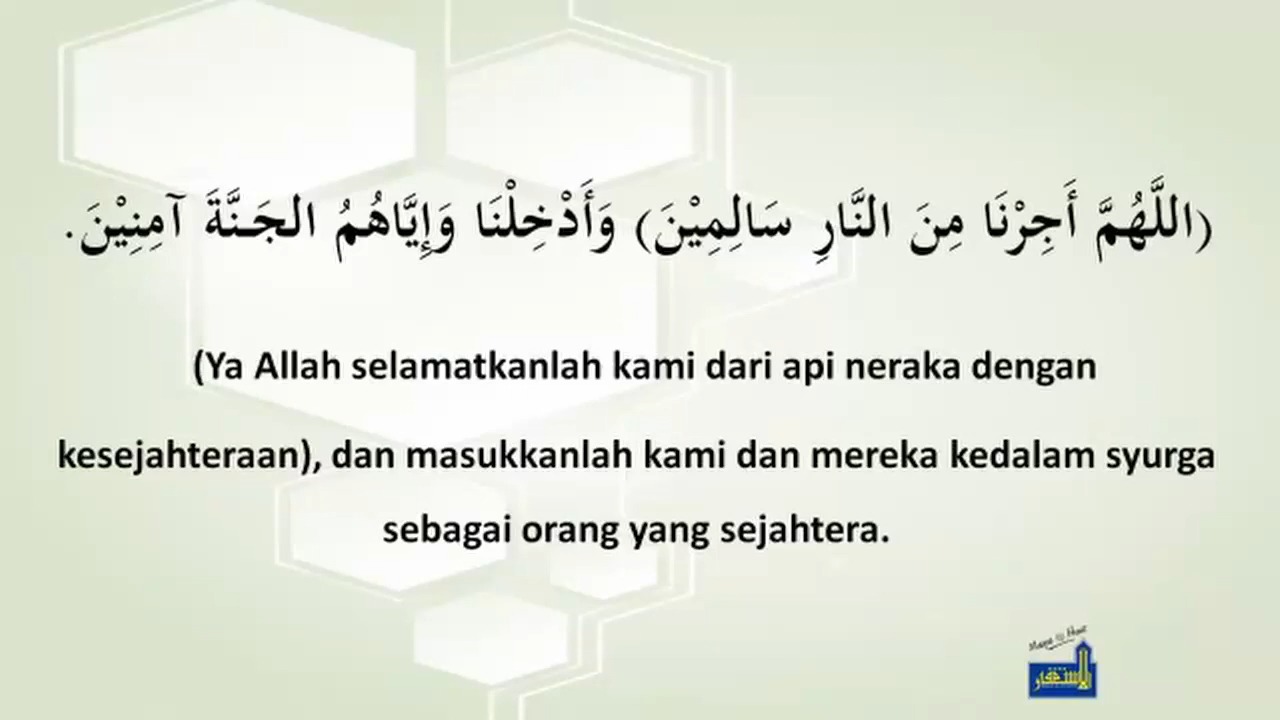 (اللَّهُمَّ أَجِرْنَا مِنَ النَّارِ سَالِمِيْنَ) وَأَدْخِلْنَا وَإِيَّاهُمُ الجَنَّةَ آمِنِيْنَ.
(Ya Allah selamatkanlah kami dari api neraka dengan
kesejahteraan), dan masukkanlah kami dan mereka kedalam syurga
sebagai orang yang sejahtera.